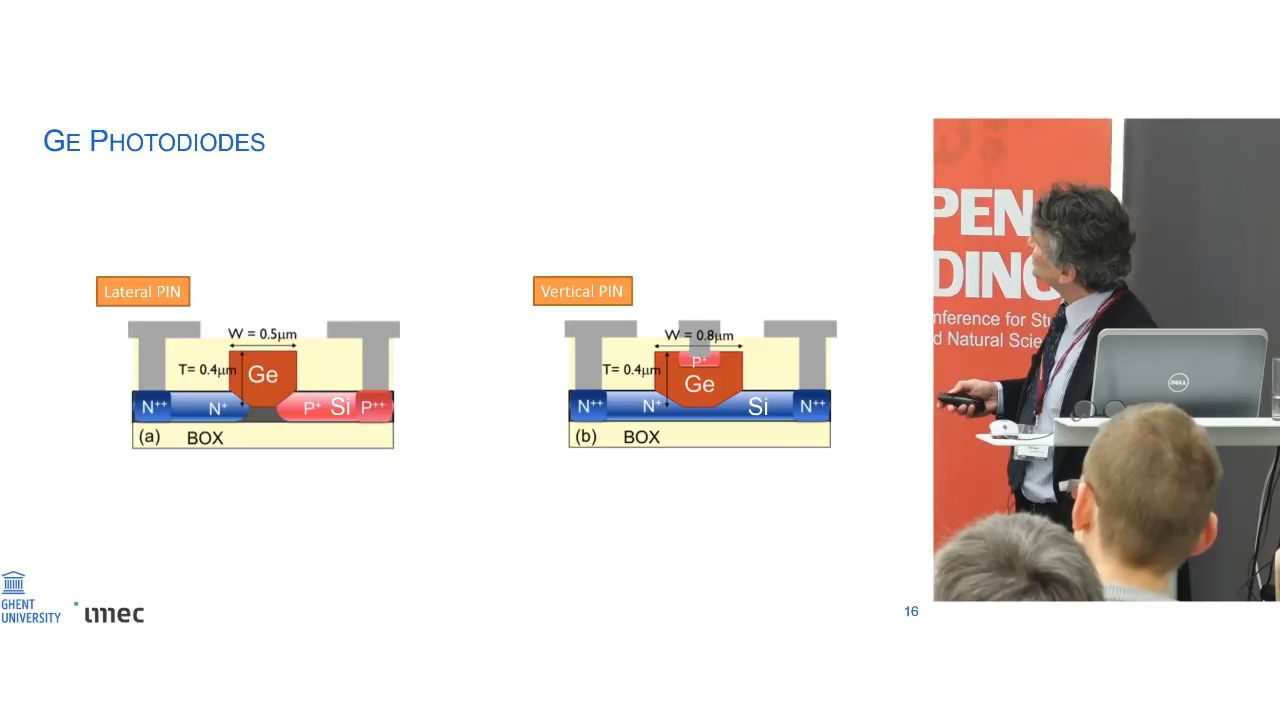 GE PHOTODIODES
Lateral PIN
W = 0.5μm
T= 0.4μm
Ge
N++
N+
P+
Si
P++
(a)
BOX
Vertical PIN
W = 0.8μm
P+
T= 0.4μm
Ge
N++
N+
Si
N++
(b)
BOX
GHENT
UNIVERSITY
imec
16
PEN
DING
nference for Stu
d Natural Scie
DELL